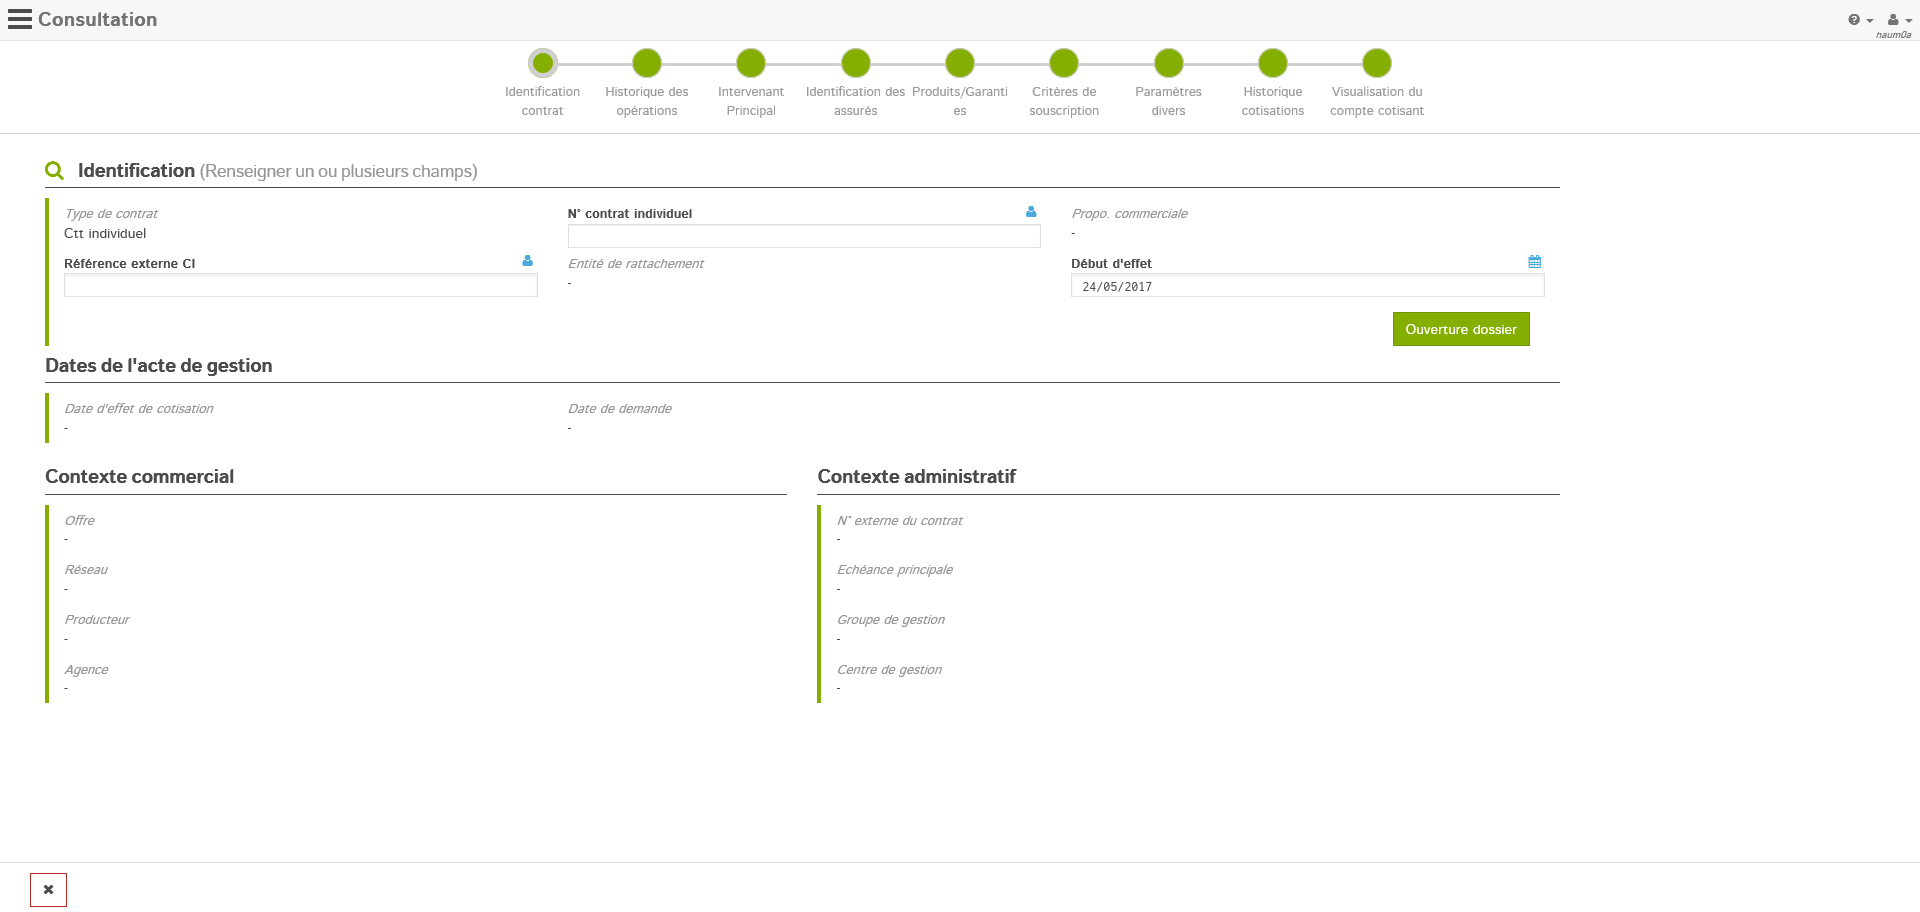 Consultation
haum0a
Identification
contrat
Historique des
opérations
Intervenant
Principal
Identification des
assurés
Produits/Garanti
es
Critères de
souscription
Paramètres
divers
Historique
cotisations
Visualisation du
compte cotisant
Identification (Renseigner un ou plusieurs champs)
Type de contrat
Ctt individuel
N° contrat individuel
Propo. commerciale
-
Référence externe CI
Entité de rattachement
-
Début d'effet
24/05/2017
Ouverture dossier
Dates de l'acte de gestion
Date d'effet de cotisation
-
Date de demande
-
Contexte commercial
Offre
-
Réseau
-
Producteur
-
Agence
-
Contexte administratif
N° externe du contrat
-
Echéance principale
-
Groupe de gestion
-
Centre de gestion
-